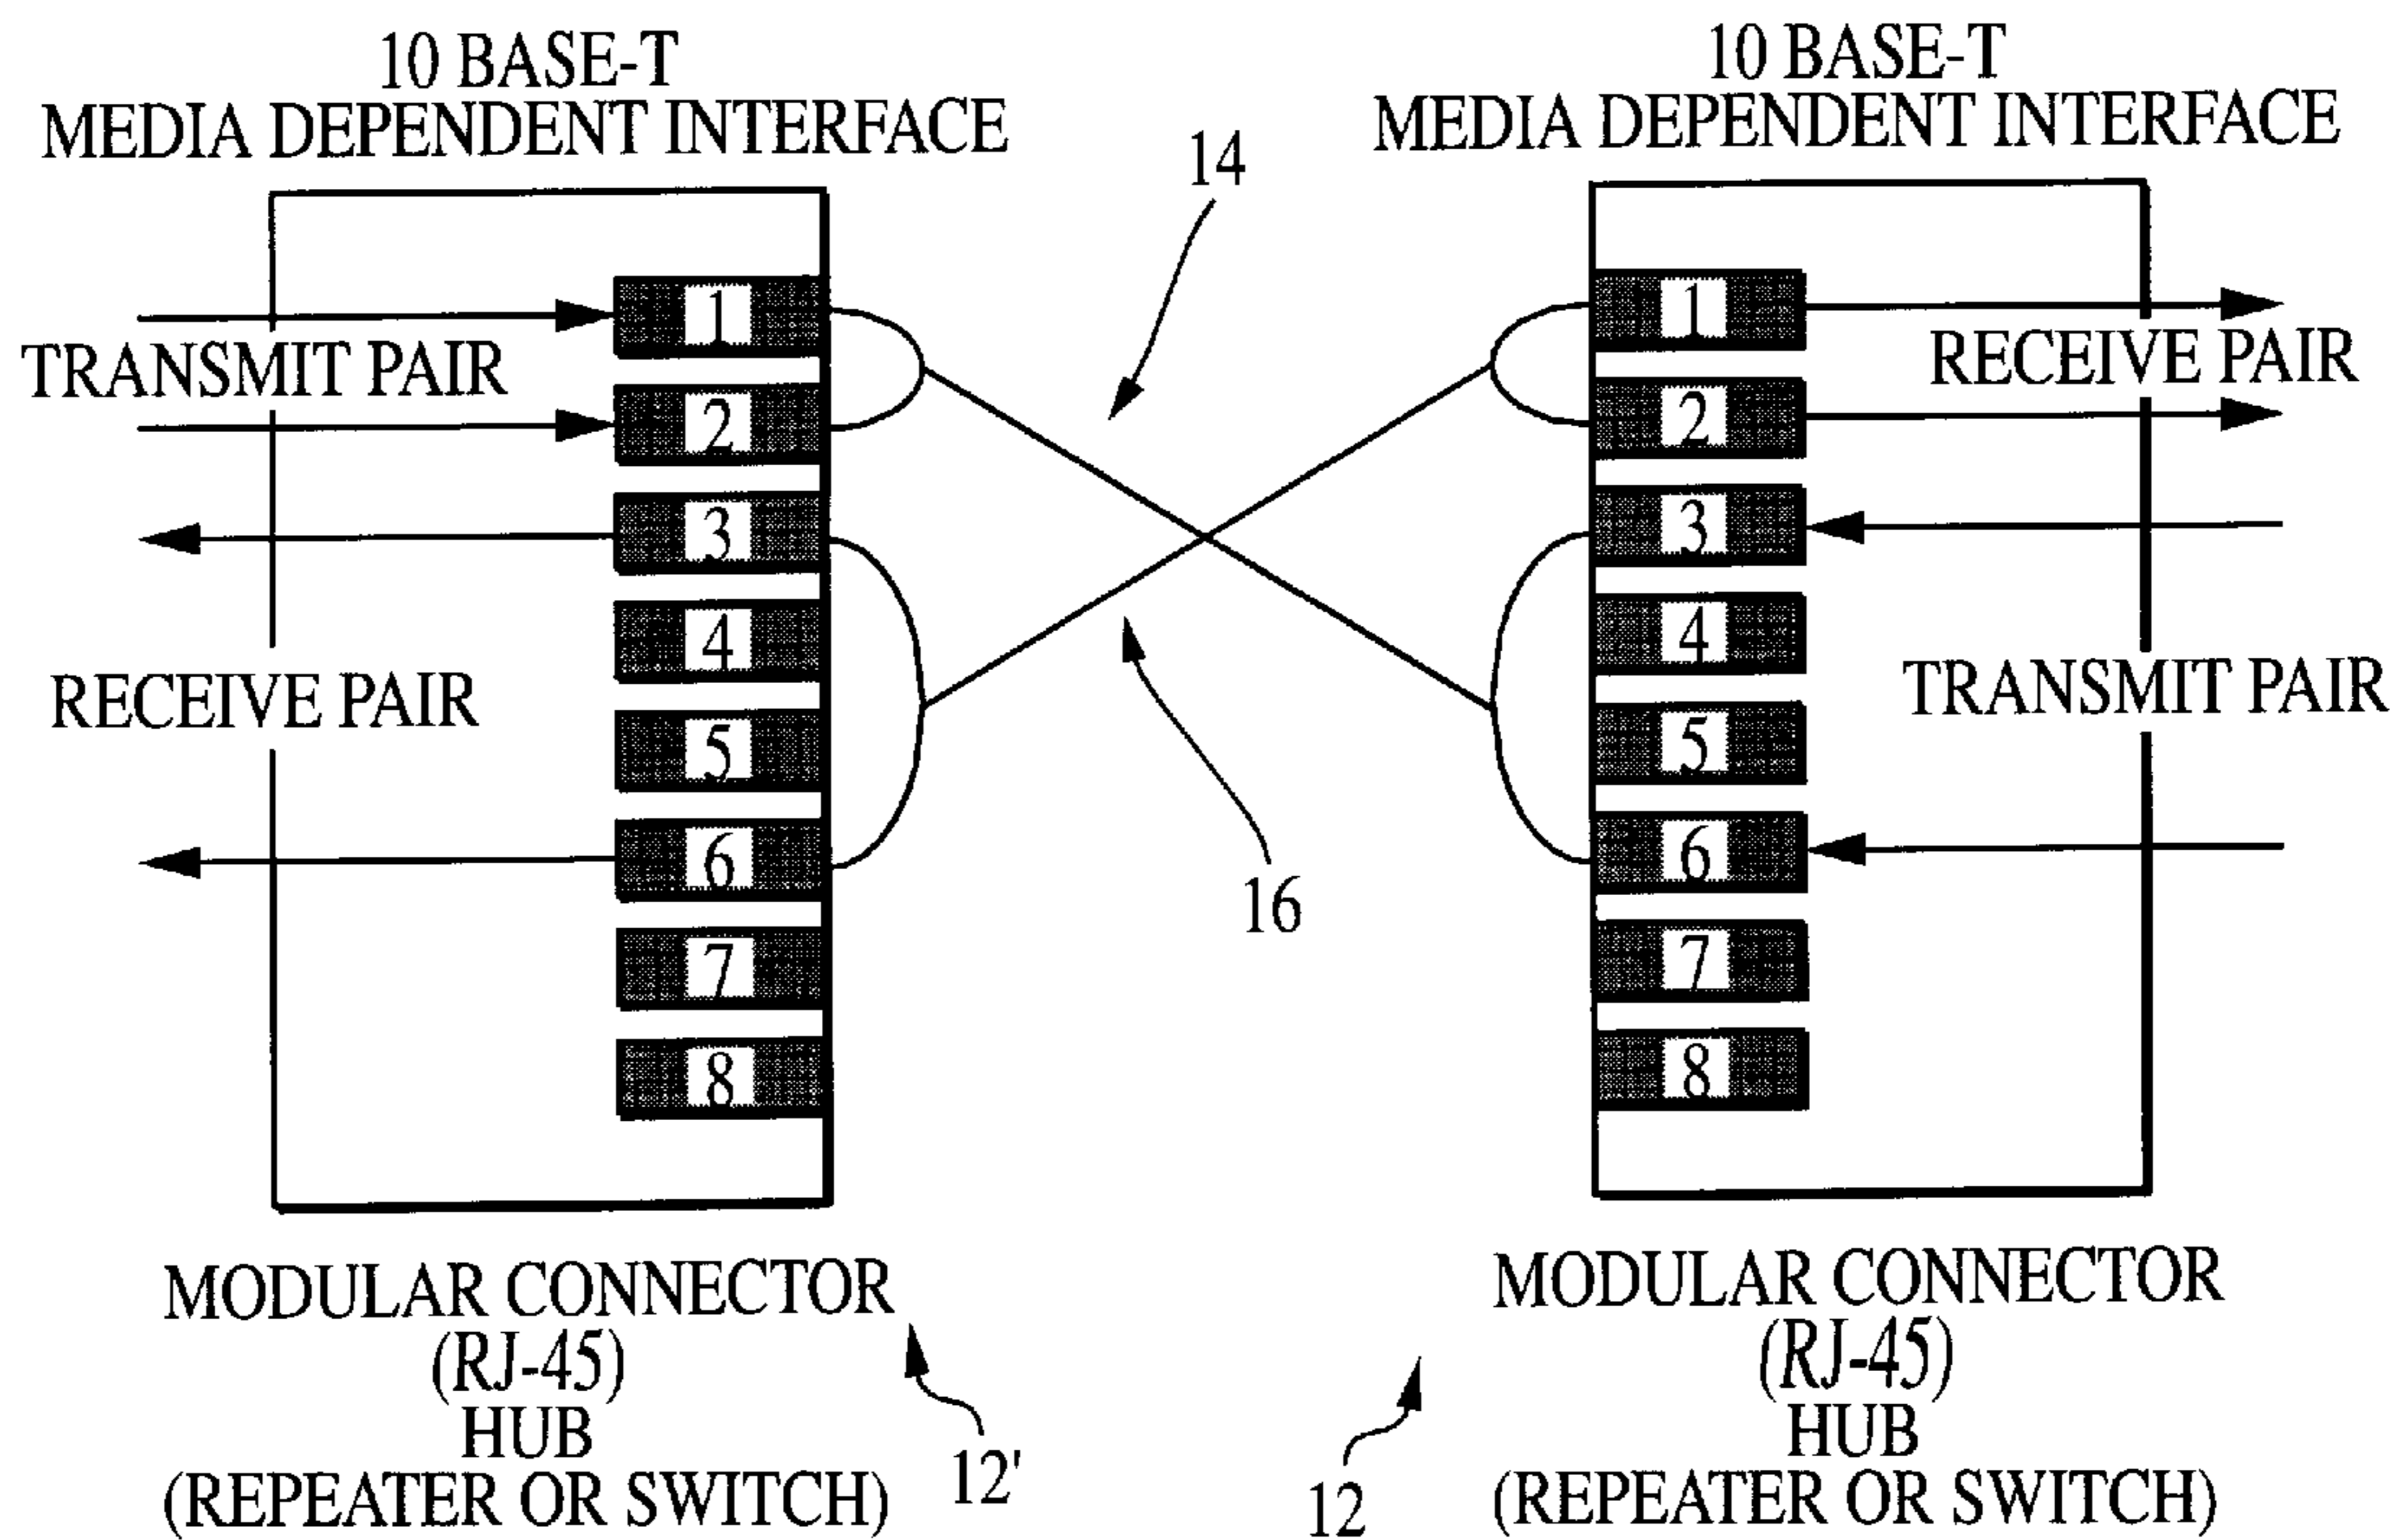 10 BASE-T
MEDIA DEPENDENT INTERFACE
10 BASE-T
MEDIA DEPENDENT INTERFACE
14
TRANSMIT PAIR
RECEIVE PAIR
1
2
3
4
5
6
7
8
16
1
2
3
4
5
6
7
8
RECEIVE PAIR
TRANSMIT PAIR
MODULAR CONNECTOR
(RJ-45)
HUB
(REPEATER OR SWITCH)
12'
12
MODULAR CONNECTOR
(RJ-45)
HUB
(REPEATER OR SWITCH)